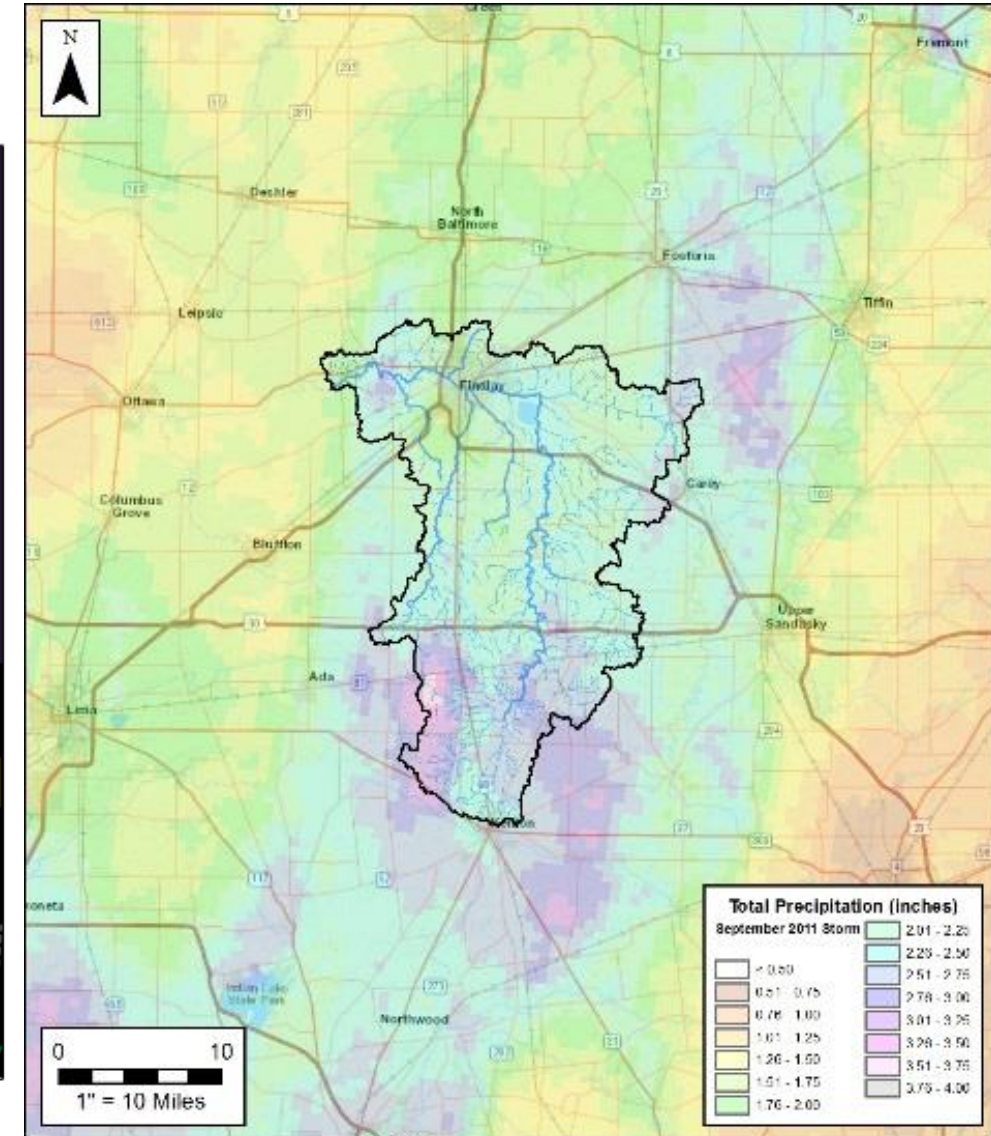 N
Fremont
Deshler
North
Baltimore
Fostoria
Tiffin
Leipsic
Findlay
Ottawa
Carey
Columbus
Grove
Bluffton
Upper
Sandusky
Ada
Lima
Indian Lake
State Park
Northwood
0 10
1" = 10 Miles
Total Precipitation (Inches)
September 2011 Storm
< 0.50
0.51 - 0.75
0.76 - 1.00
1.01 - 1.25
1.26 - 1.50
1.51 - 1.75
1.76 - 2.00
2.01 - 2.25
2.26 - 2.50
2.51 - 2.75
2.76 - 3.00
3.01 - 3.25
3.26 - 3.50
3.51 - 3.75
3.76 - 4.00